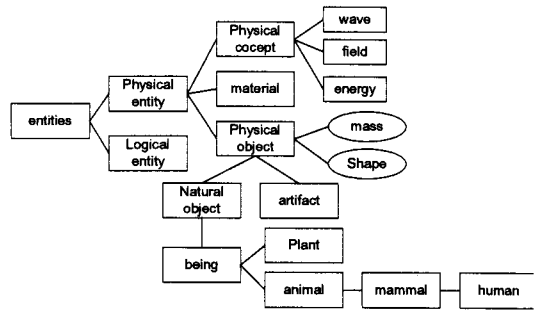 wave
Physical
cocept
field
Physical
entity
material
energy
entities
Physical
object
mass
Logical
entity
Shape
Natural
object
artifact
Plant
being
animal
mammal
human